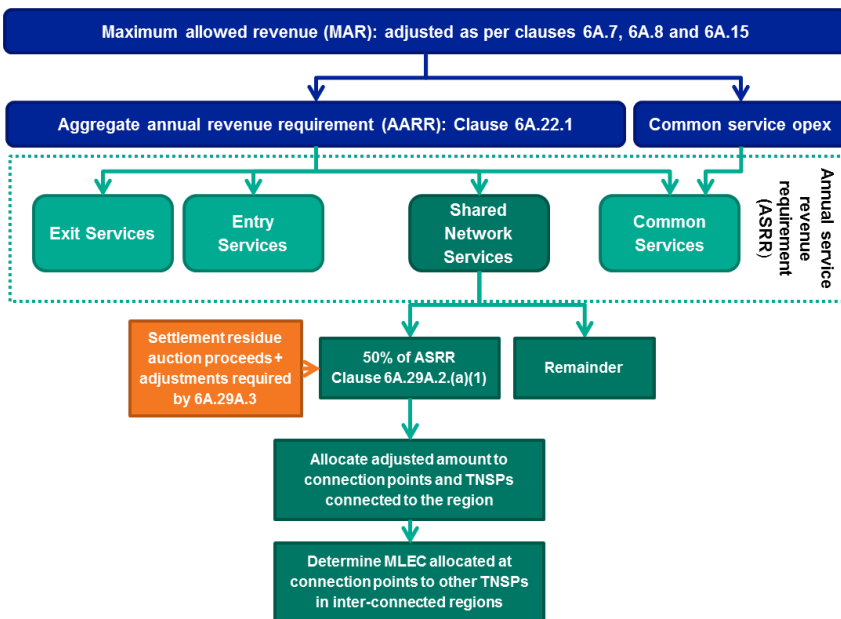 Maximum allowed revenue (MAR): adjusted as per clauses 6A.7, 6A.8 and 6A.15
Aggregate annual revenue requirement (AARR): Clause 6A.22.1
Common service opex
Exit Services
Entry
Services
Shared
Network
Services
Common
Services
Annual service
revenue
requirement
(ASRR)
Settlement residue
auction proceeds +
adjustments required
by 6A.29A.3
50% of ASRR
Clause 6A.29A.2.(a)(1)
Remainder
Allocate adjusted amount to
connection points and TNSPs
connected to the region
Determine MLEC allocated at
connection points to other TNSPs
in inter-connected regions